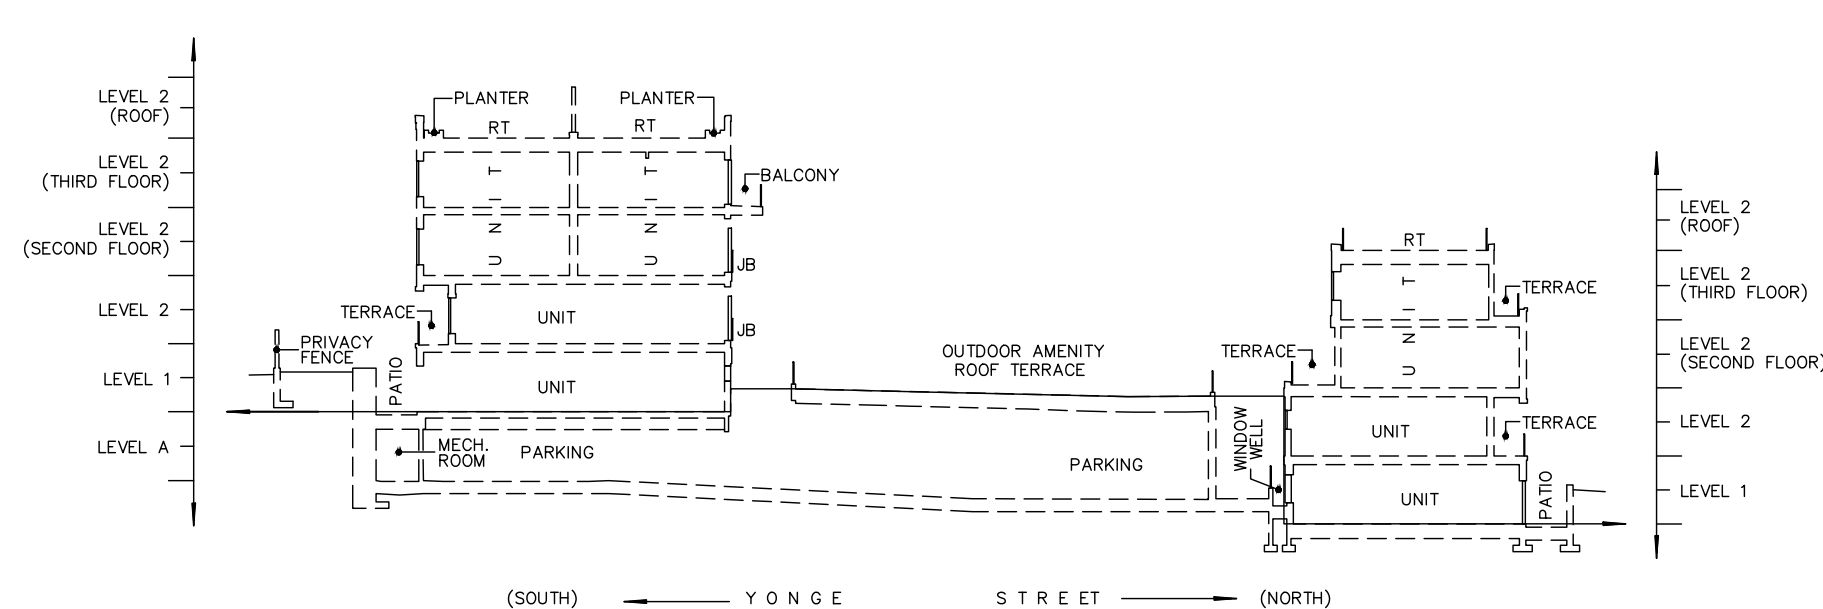 LEVEL 2
(ROOF)
LEVEL 2
(THIRD FLOOR)
LEVEL 2
(SECOND FLOOR)
LEVEL 2
LEVEL 1
LEVEL A
PLANTER
PLANTER
RT
RT
UNIT
UNIT
BALCONY
JB
TERRACE
UNIT
JB
PRIVACY
FENCE
PATIO
UNIT
MECH.
ROOM
PARKING
OUTDOOR AMENITY
ROOF TERRACE
PARKING
WINDOW
WELL
TERRACE
RT
UNIT
TERRACE
UNIT
TERRACE
UNIT
PATIO
LEVEL 2
(ROOF)
LEVEL 2
(THIRD FLOOR)
LEVEL 2
(SECOND FLOOR)
LEVEL 2
LEVEL 1
(SOUTH) YONGE STREET (NORTH)